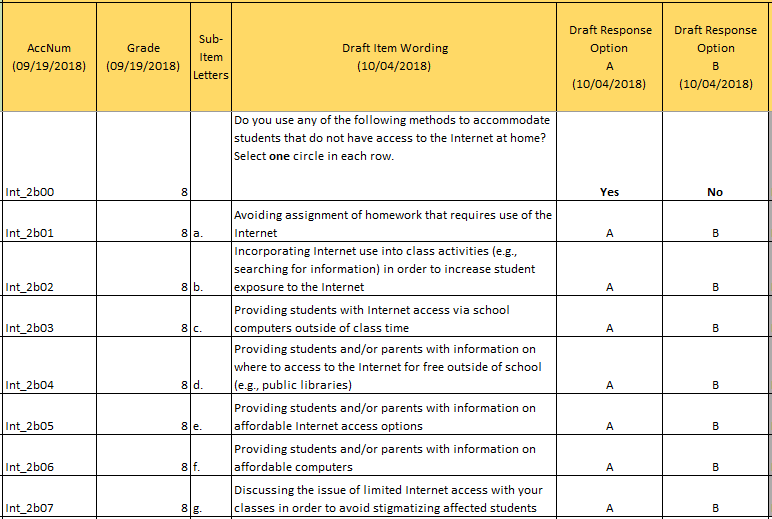 AccNum
(09/19/2018)
Grade
(09/19/2018)
Sub-
Item
Letters
Draft Item Wording
(10/04/2018)
Draft Response
Option
A
(10/04/2018)
Draft Response
Option
B
(10/04/2018)
Do you use any of the following methods to accommodate
students that do not have access to the Internet at home?
Select one circle in each row.
Int_2b00
8
Yes
No
Int_2b01
8
a.
Avoiding assignment of homework that requires use of the
Internet
A
B
Int_2b02
8
b.
Incorporating Internet use into class activities (e.g.,
searching for information) in order to increase student
exposure to the Internet
A
B
Int_2b03
8
c.
Providing students with Internet access via school
computers outside of class time
A
B
Int_2b04
8
d.
Providing students and/or parents with information on
where to access to the Internet for free outside of school
(e.g., public libraries)
A
B
Int_2b05
8
e.
Providing students and/or parents with information on
affordable Internet access options
A
B
Int_2b06
8
f.
Providing students and/or parents with information on
affordable computers
A
B
Int_2b07
8
g.
Discussing the issue of limited Internet access with your
classes in order to avoid stigmatizing affected students
A
B